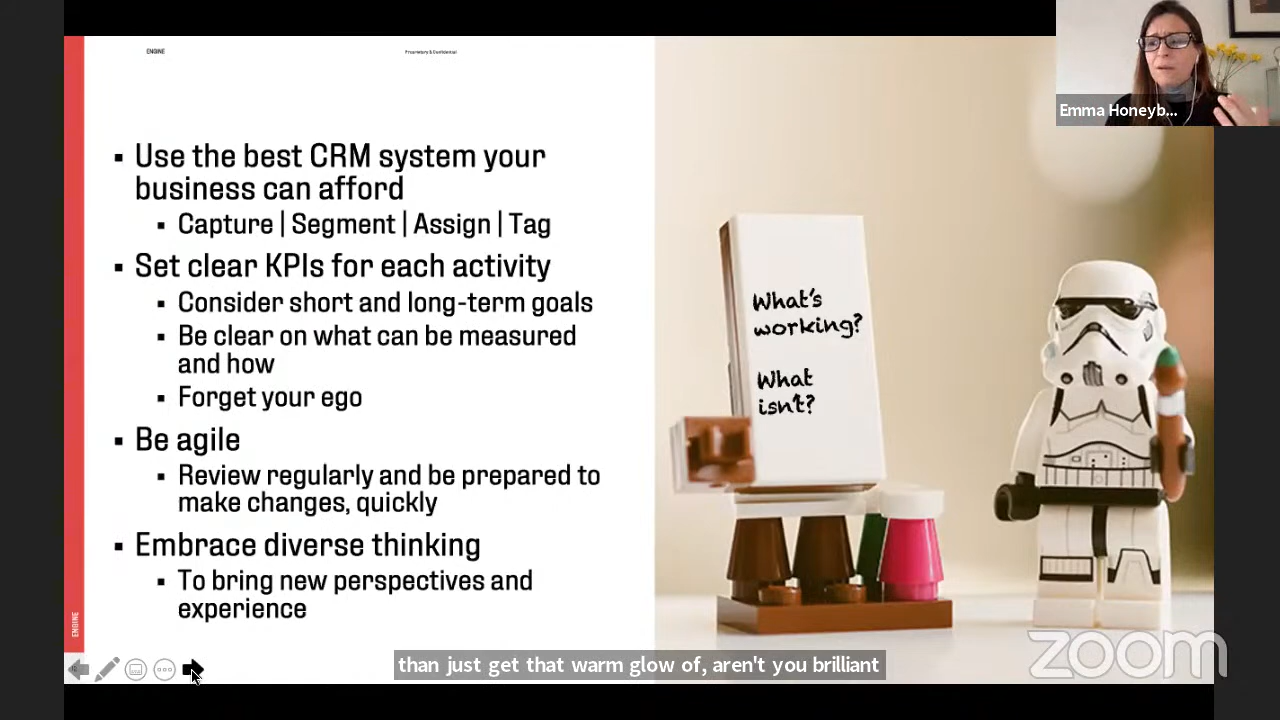 ENGINE
Proprietary & Confidential
Emma Honeyb...
▪ Use the best CRM system your
business can afford
▪ Capture | Segment | Assign | Tag
▪ Set clear KPIs for each activity
▪ Consider short and long-term goals
▪ Be clear on what can be measured
and how
▪ Forget your ego
▪ Be agile
▪ Review regularly and be prepared to
make changes, quickly
▪ Embrace diverse thinking
▪ To bring new perspectives and
experience
What's
working?
What
isn't?
ENGINE
zoom
than just get that warm glow of, aren't you brilliant